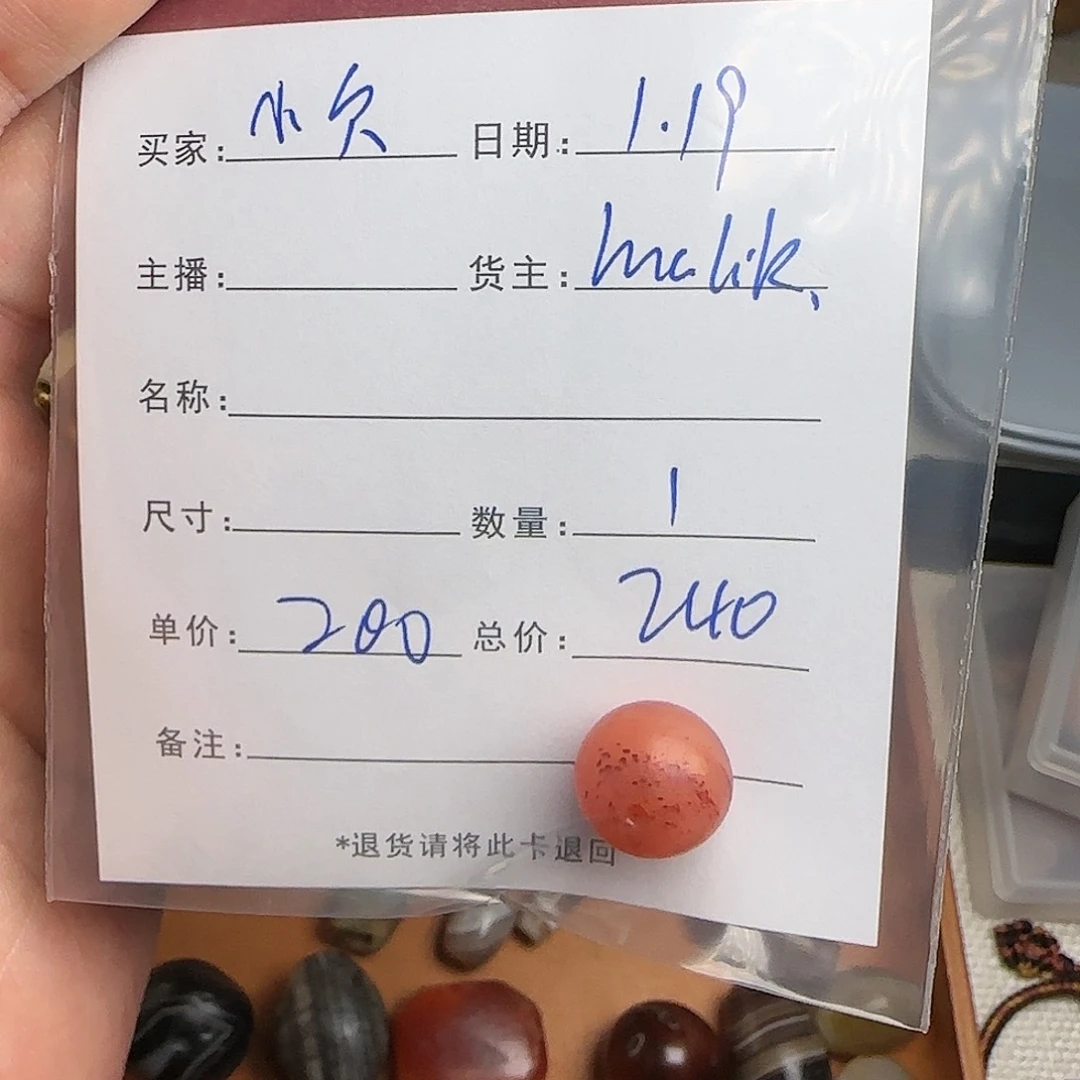 买家: 欠 日期: 1.19
主播: 货主: malik
名称:
尺寸: 数量: 1
单价: 200 总价: 240
备注:
*退货请将此卡退回